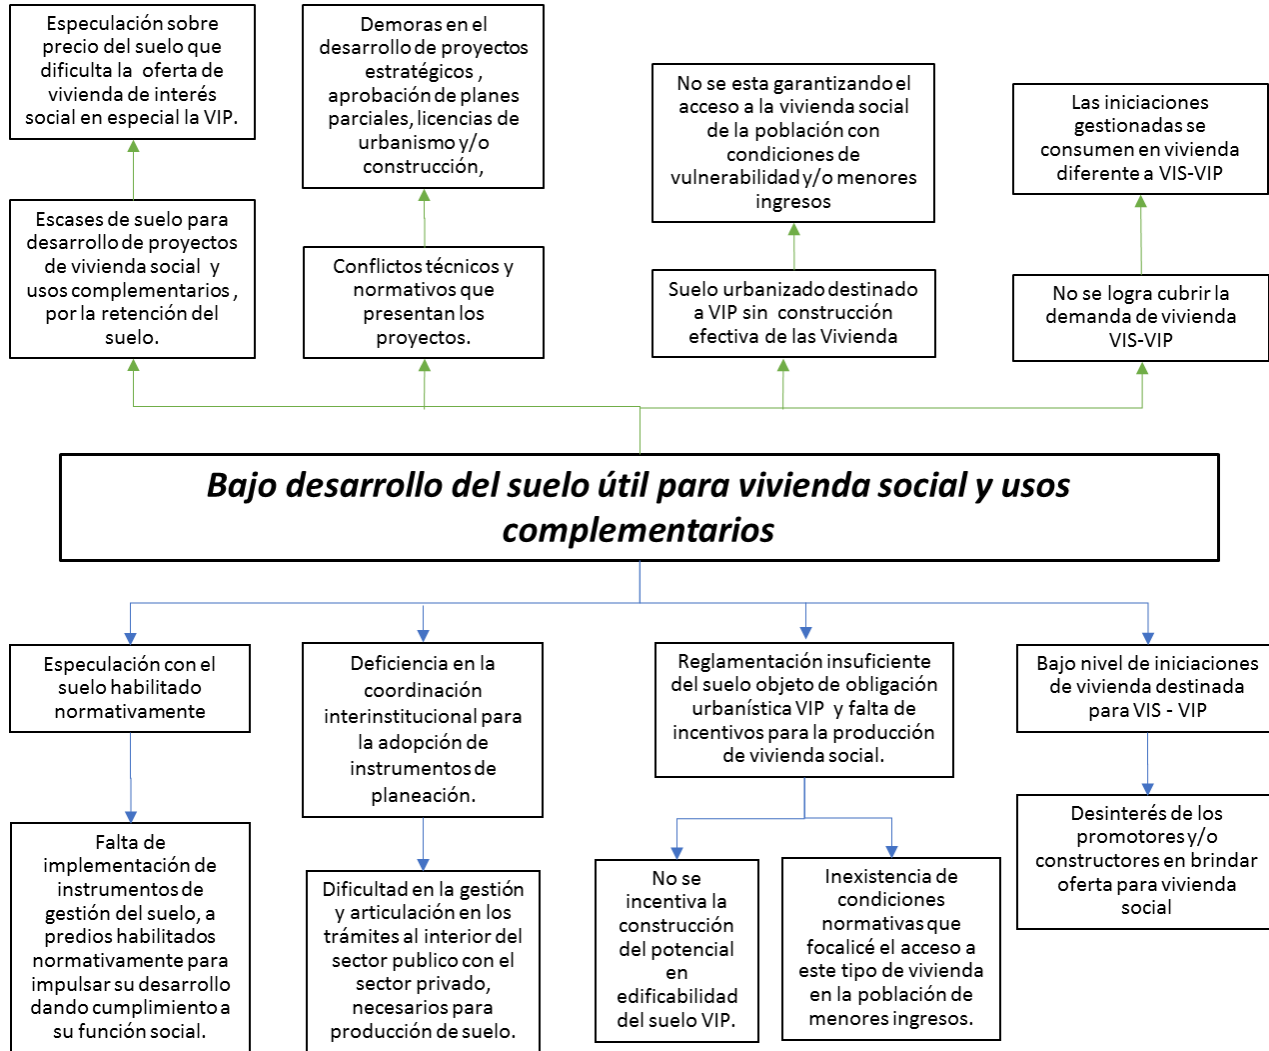 Especulación sobre
precio del suelo que
dificulta la oferta de
vivienda de interés
social en especial la VIP.
Demoras en el
desarrollo de proyectos
estratégicos ,
aprobación de planes
parciales, licencias de
urbanismo y/o
construcción,
No se esta garantizando el
acceso a la vivienda social
de la población con
condiciones de
vulnerabilidad y/o menores
ingresos
Las iniciaciones
gestionadas se
consumen en vivienda
diferente a VIS-VIP
Escases de suelo para
desarrollo de proyectos
de vivienda social y
usos complementarios ,
por la retención del
suelo.
Conflictos técnicos y
normativos que
presentan los
proyectos.
Suelo urbanizado destinado
a VIP sin construcción
efectiva de las Vivienda
No se logra cubrir la
demanda de vivienda
VIS-VIP
Bajo desarrollo del suelo útil para vivienda social y usos
complementarios
Especulación con el
suelo habilitado
normativamente
Deficiencia en la
coordinación
interinstitucional para
la adopción de
instrumentos de
planeación.
Reglamentación insuficiente
del suelo objeto de obligación
urbanística VIP y falta de
incentivos para la producción
de vivienda social.
Bajo nivel de iniciaciones
de vivienda destinada
para VIS - VIP
Falta de
implementación de
instrumentos de
gestión del suelo, a
predios habilitados
normativamente para
impulsar su desarrollo
dando cumplimiento a
su función social.
Dificultad en la gestión
y articulación en los
trámites al interior del
sector publico con el
sector privado,
necesarios para
producción de suelo.
No se
incentiva la
construcción
del potencial
en
edificabilidad
del suelo VIP.
Inexistencia de
condiciones
normativas que
focalicé el acceso a
este tipo de vivienda
en la población de
menores ingresos.
Desinterés de los
promotores y/o
constructores en brindar
oferta para vivienda
social